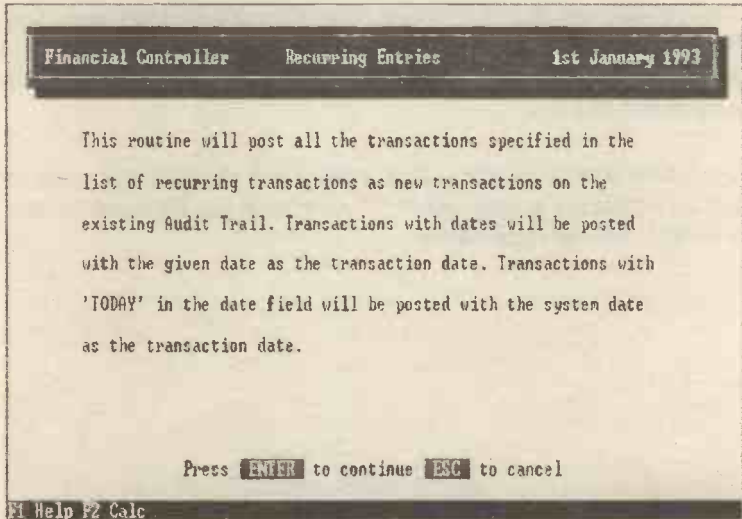 Financial Controller Recurring Entries 1st January 1993
This routine will post all the transactions specified in the
list of recurring transactions as new transactions on the
existing Audit Trail. Transactions with dates will be posted
with the given date as the transaction date. Transactions with
'TODAY' in the date field will be posted with the system date
as the transaction date.
Press ENTER to continue ESC to cancel
F1 Help F2 Calc